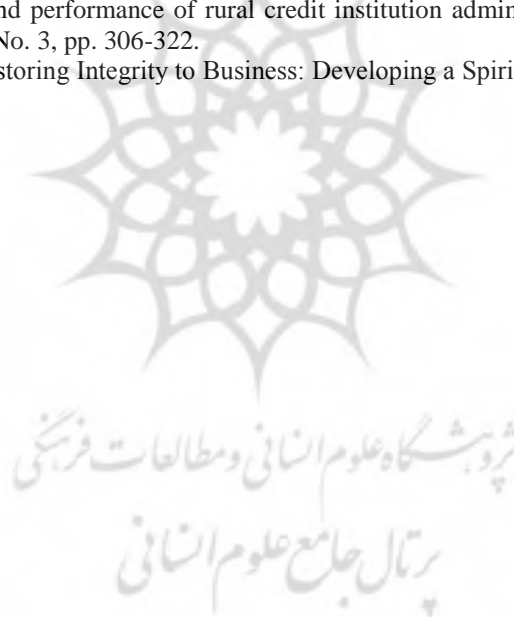 nd performance of rural credit institution admin
No. 3, pp. 306-322.
storing Integrity to Business: Developing a Spiri
پژوهشگاه علوم انسانی و مطالعات فرهنگی
پرتال جامع علوم انسانی